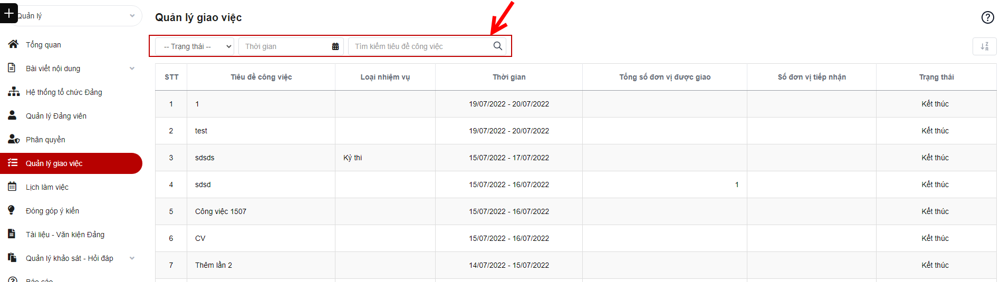 Quản lý
Tổng quan
Bài viết nội dung
Hệ thống tổ chức Đảng
Quản lý Đảng viên
Phân quyền
Quản lý giao việc
Lịch làm việc
Đóng góp ý kiến
Tài liệu - Văn kiện Đảng
Quản lý khảo sát - Hỏi đáp
Báo cáo
Quản lý giao việc
-- Trạng thái -- Thời gian Tìm kiếm tiêu đề công việc
STT Tiêu đề công việc Loại nhiệm vụ Thời gian Tổng số đơn vị được giao Số đơn vị tiếp nhận Trạng thái
1 1 19/07/2022 - 20/07/2022 Kết thúc
2 test 19/07/2022 - 20/07/2022 Kết thúc
3 sdsds Kỳ thi 15/07/2022 - 17/07/2022 Kết thúc
4 sdsd 15/07/2022 - 16/07/2022 1 Kết thúc
5 Công việc 1507 15/07/2022 - 16/07/2022 Kết thúc
6 CV 15/07/2022 - 16/07/2022 Kết thúc
7 Thêm lần 2 14/07/2022 - 15/07/2022 Kết thúc